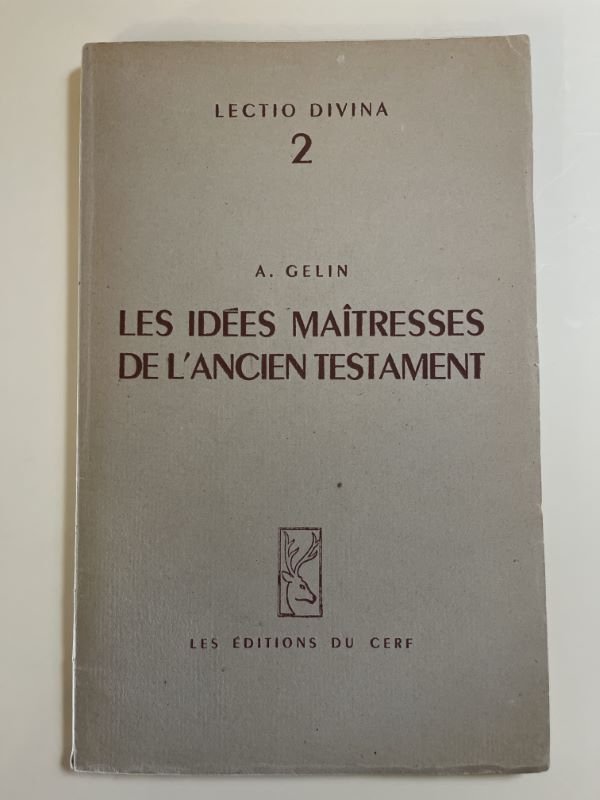 LECTIO DIVINA
2
A. GELIN
LES IDÉES MAÎTRESSES
DE L'ANCIEN TESTAMENT
LES ÉDITIONS DU CERF